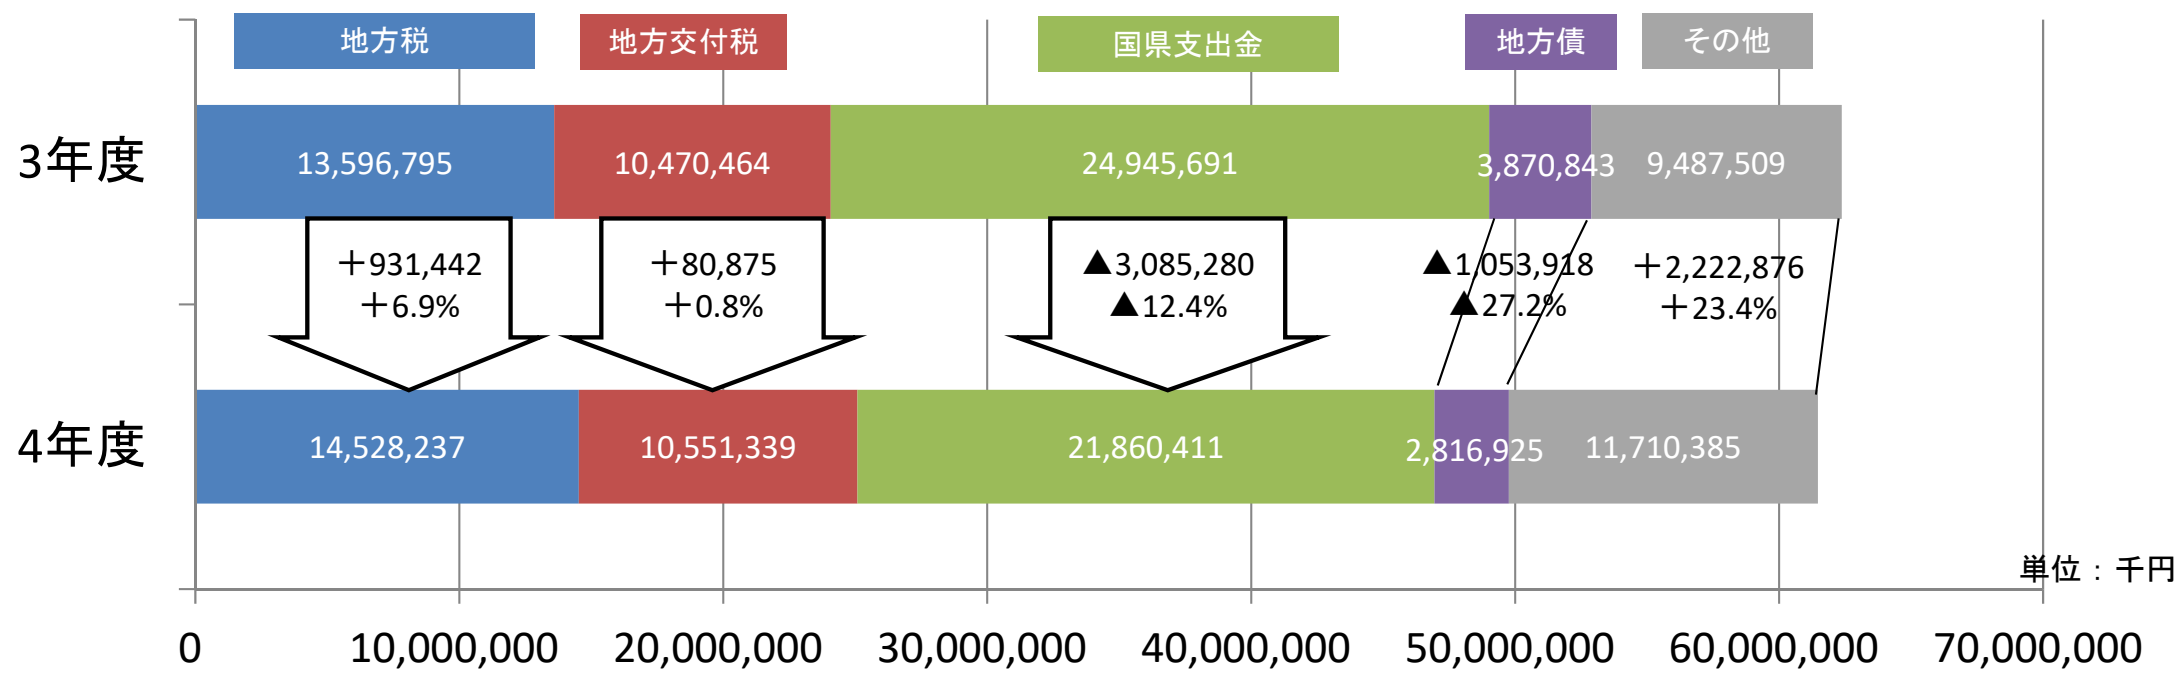 地方税 地方交付税 国県支出金 地方債 その他
3年度 13,596,795 10,470,464 24,945,691 3,870,843 9,487,509
＋931,442 ＋80,875 ▲3,085,280 ▲1,053,918 ＋2,222,876
＋6.9% ＋0.8% ▲12.4% ▲27.2% ＋23.4%
4年度 14,528,237 10,551,339 21,860,411 2,816,925 11,710,385
単位：千円
0 10,000,000 20,000,000 30,000,000 40,000,000 50,000,000 60,000,000 70,000,000